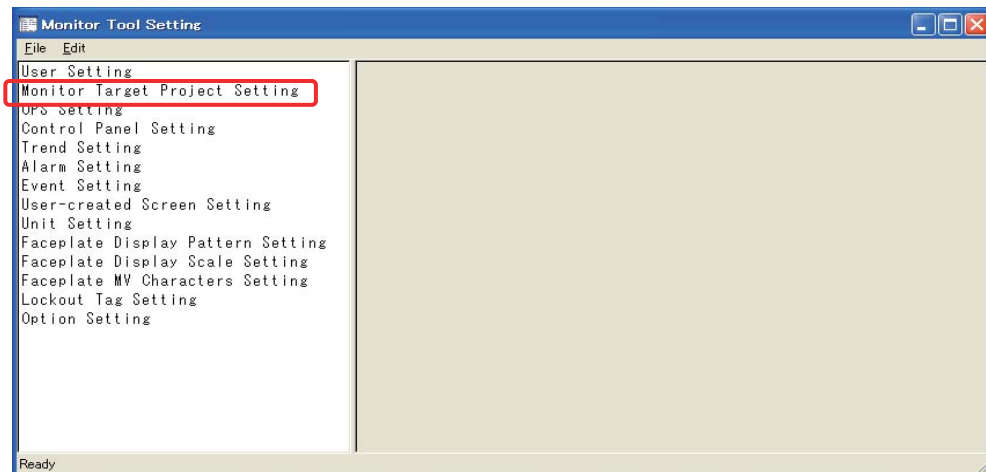 Monitor Tool Setting
File Edit
User Setting
Monitor Target Project Setting
OPS Setting
Control Panel Setting
Trend Setting
Alarm Setting
Event Setting
User-created Screen Setting
Unit Setting
Faceplate Display Pattern Setting
Faceplate Display Scale Setting
Faceplate MV Characters Setting
Lockout Tag Setting
Option Setting
Ready